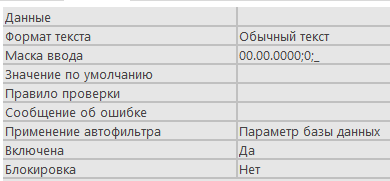 Данные
Формат текста Обычный текст
Маска ввода 00.00.0000;0;_
Значение по умолчанию
Правило проверки
Сообщение об ошибке
Применение автофильтра Параметр базы данных
Включена Да
Блокировка Нет